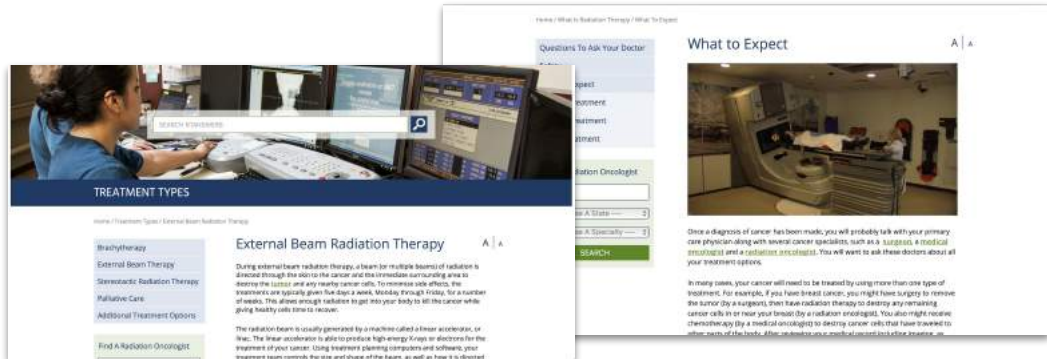 Home / What Is Radiation Therapy / What To Expect
Questions To Ask Your Doctor
What to Expect
A | A
Once a diagnosis of cancer has been made, you will probably talk with your primary
care physician along with several cancer specialists, such as a surgeon, a medical
oncologist and a radiation oncologist. You will want to ask these doctors about all
your treatment options.
In many cases, your cancer will need to be treated by using more than one type of
treatment. For example, if you have breast cancer, you might have surgery to remove
the tumor (by a surgeon), then have radiation therapy to destroy any remaining
cancer cells in or near your breast (by a radiation oncologist). You also might receive
chemotherapy (by a medical oncologist) to destroy cancer cells that have traveled to
SEARCH
TREATMENT TYPES
Home / Treatment Types / External Beam Radiation Therapy
Brachytherapy
External Beam Therapy
Stereotactic Radiation Therapy
Palliative Care
Additional Treatment Options
Find A Radiation Oncologist
External Beam Radiation Therapy
A | A
During external beam radiation therapy, a beam (or multiple beams) of radiation is
directed through the skin to the cancer and the immediate surrounding area to
destroy the tumor and any nearby cancer cells. To minimize side effects, the
treatments are typically given five days a week, Monday through Friday, for a number
of weeks. This allows enough radiation to get into your body to kill the cancer while
giving healthy cells time to recover.
The radiation beam is usually generated by a machine called a linear accelerator, or
linac. The linear accelerator is able to produce high-energy X-rays or electrons for the
treatment of your cancer. Using treatment planning computers and software, your
treatment team controls the size and shape of the beam, as well as how it is directed